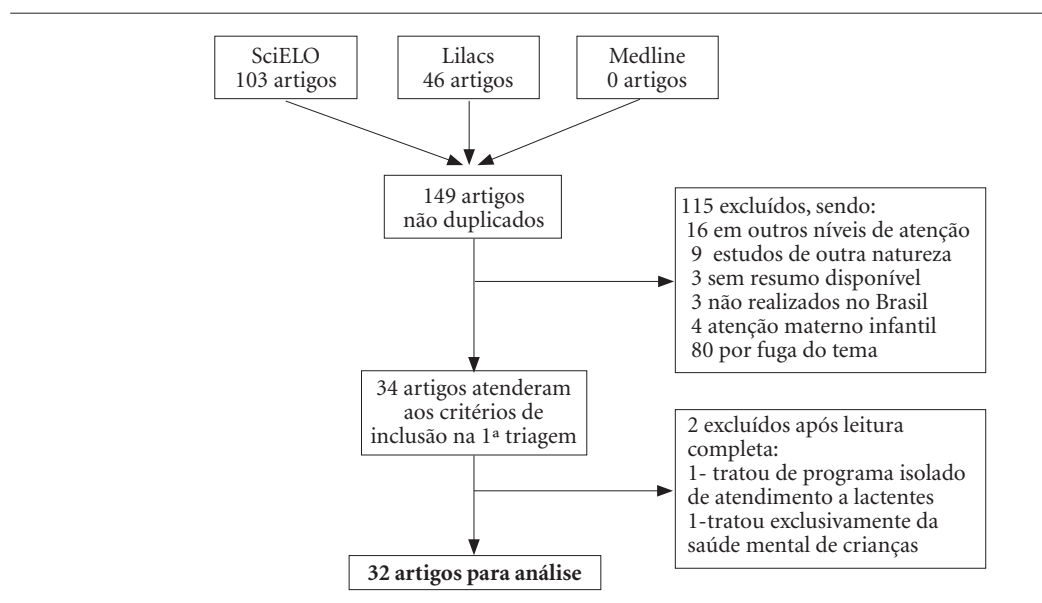 SciELO
103 artigos
Lilacs
46 artigos
Medline
0 artigos
149 artigos
não duplicados
115 excluídos, sendo:
16 em outros níveis de atenção
9 estudos de outra natureza
3 sem resumo disponível
3 não realizados no Brasil
4 atenção materno infantil
80 por fuga do tema
34 artigos atenderam
aos critérios de
inclusão na 1ª triagem
2 excluídos após leitura
completa:
1- tratou de programa isolado
de atendimento a lactentes
1-tratou exclusivamente da
saúde mental de crianças
32 artigos para análise